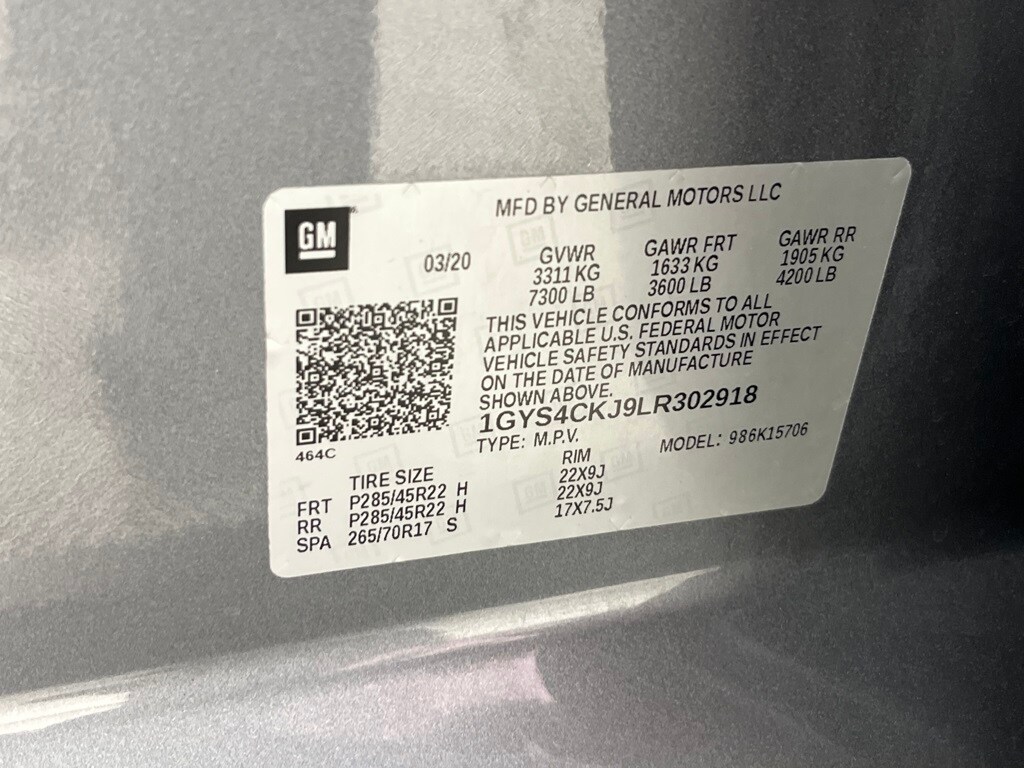 GM
MFD BY GENERAL MOTORS LLC
03/20
GVWR GAWR FRT GAWR RR
3311 KG 1633 KG 1905 KG
7300 LB 3600 LB 4200 LB
THIS VEHICLE CONFORMS TO ALL
APPLICABLE U.S. FEDERAL MOTOR
VEHICLE SAFETY STANDARDS IN EFFECT
ON THE DATE OF MANUFACTURE
SHOWN ABOVE.
1GYS4CKJ9LR302918
TYPE: M.P.V. MODEL: 986K15706
464C
TIRE SIZE RIM
FRT P285/45R22 H 22X9J
RR P285/45R22 H 22X9J
SPA 265/70R17 S 17X7.5J